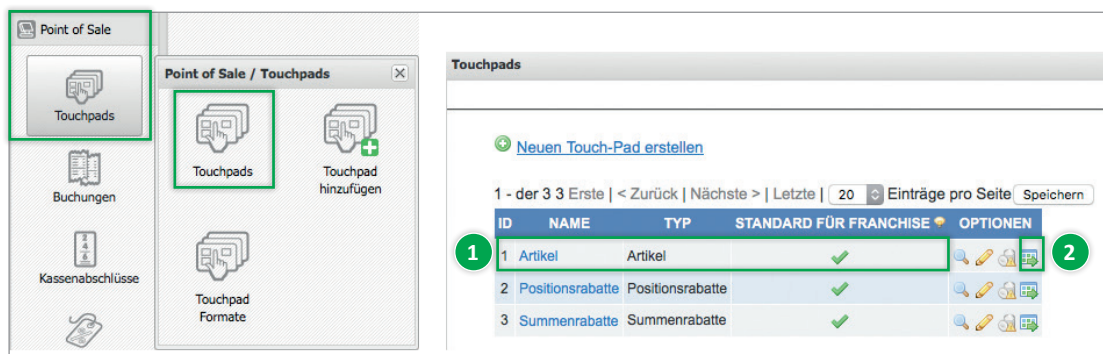 Point of Sale
Touchpads
Buchungen
Kassenabschlüsse
Point of Sale / Touchpads
Touchpads
Touchpad
hinzufügen
Touchpad
Formate
Touchpads
Neuen Touch-Pad erstellen
1 - der 3 3 Erste | < Zurück | Nächste > | Letzte | 20 Einträge pro Seite Speichern
ID NAME TYP STANDARD FÜR FRANCHISE OPTIONEN
1 1 Artikel Artikel 2
2 Positionsrabatte Positionsrabatte
3 Summenrabatte Summenrabatte